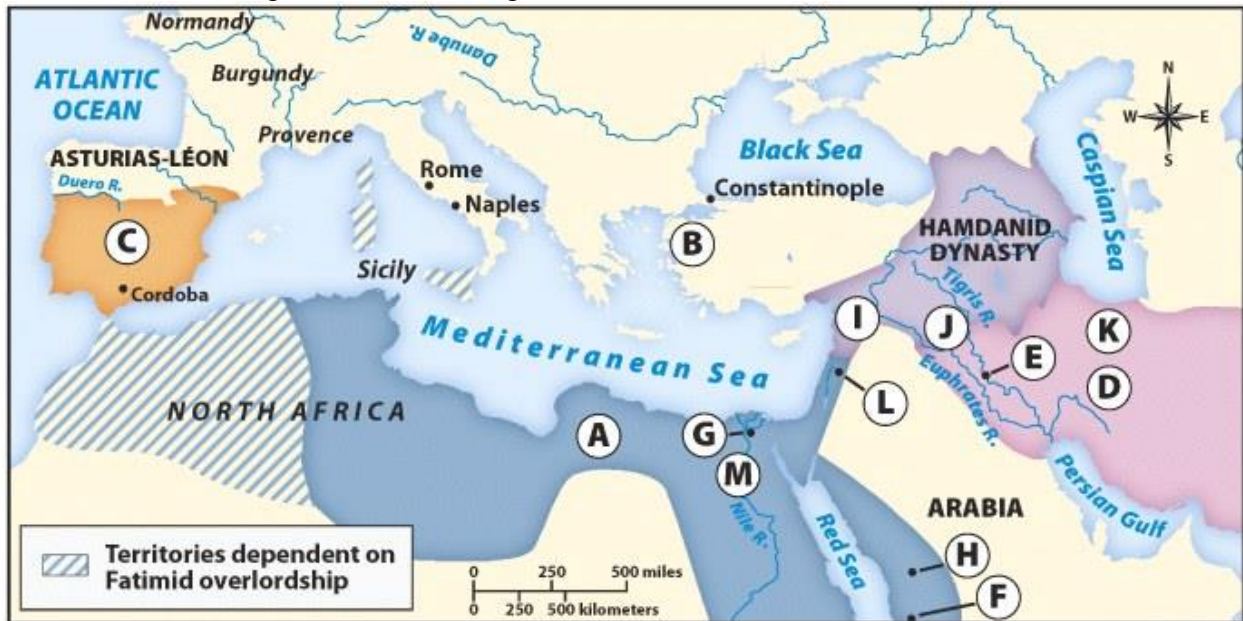 Normandy
Danube R.
Burgundy
ATLANTIC
OCEAN
Provence
ASTURIAS-LÉON
Duero R.
Rome
Naples
Black Sea
Constantinople
Caspian Sea
N
W
E
S
C
B
HAMDANID
DYNASTY
Cordoba
Sicily
Tigris R.
I
J
E
K
D
Mediterranean Sea
Euphrates R.
L
NORTH AFRICA
A
G
M
Nile R.
Red Sea
Persian Gulf
ARABIA
H
F
Territories dependent on
Fatimid overlordship
0 250 500 miles
0 250 500 kilometers